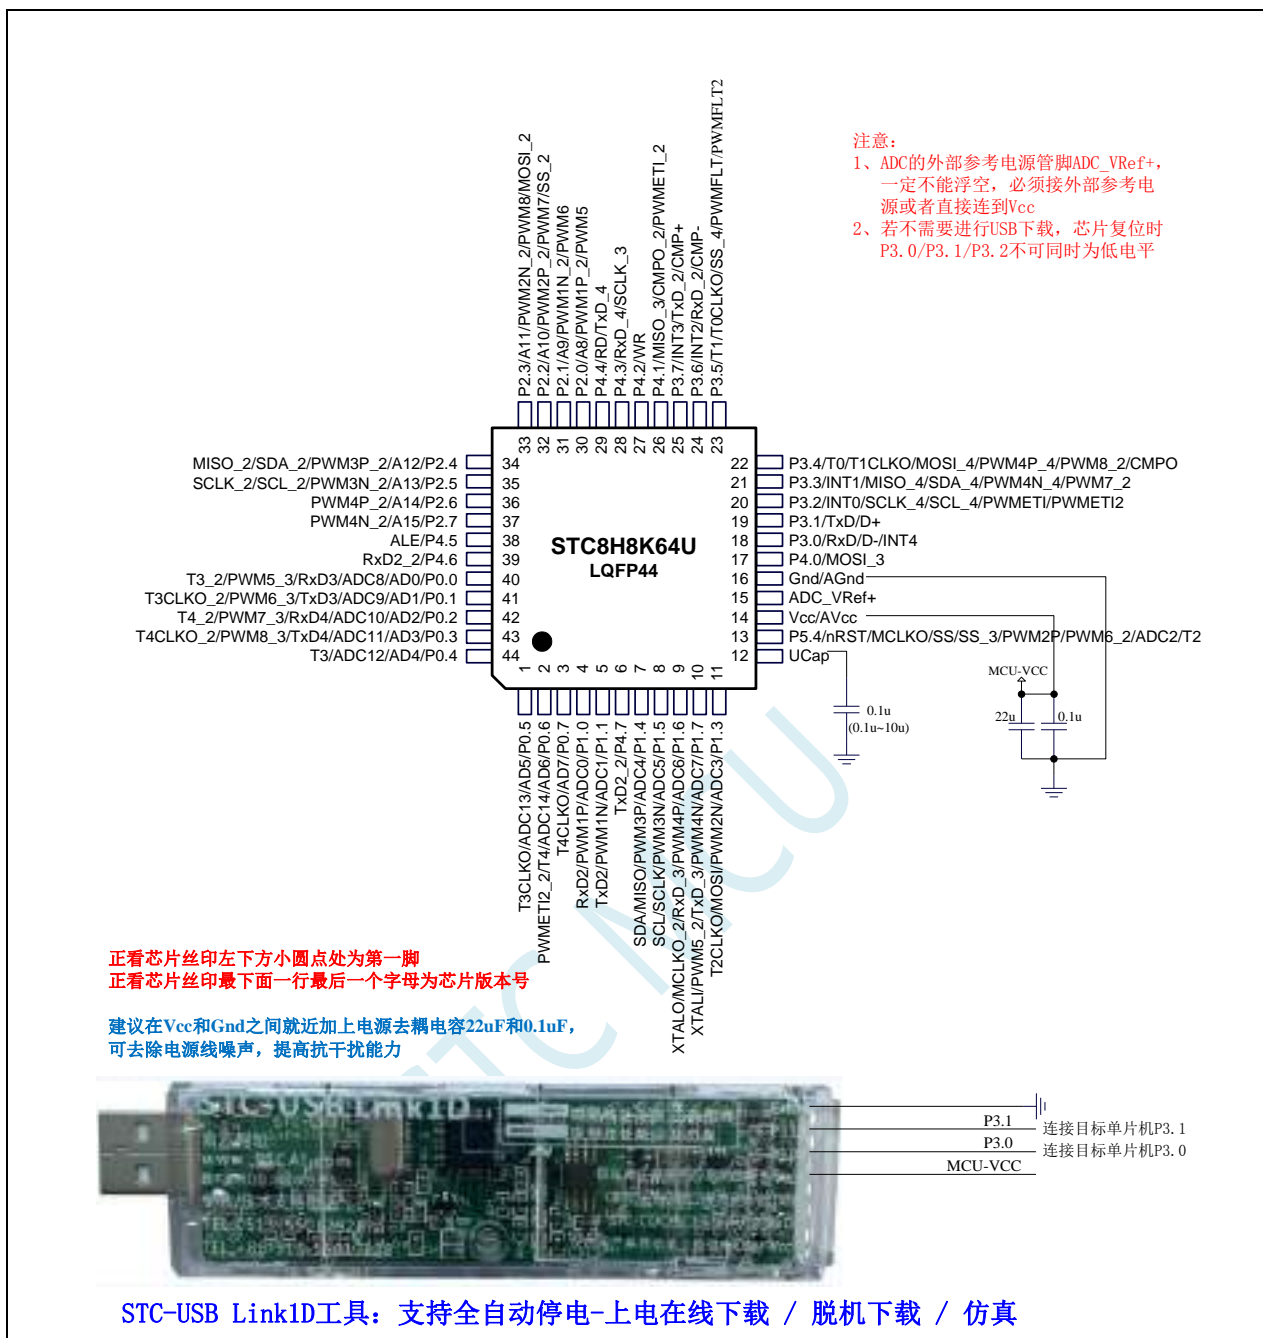 注意：
1、ADC的外部参考电源管脚ADC_VRef+，
一定不能浮空，必须接外部参考电
源或者直接连到Vcc
2、若不需要进行USB下载，芯片复位时
P3.0/P3.1/P3.2不可同时为低电平
P2.3/A11/PWM2N_2/PWM8/MOSI_2
P2.2/A10/PWM2P_2/PWM7/SS_2
P2.1/A9/PWM1N_2/PWM6
P2.0/A8/PWM1P_2/PWM5
P4.4/RD/TxD_4
P4.3/RxD_4/SCLK_3
P4.2/WR
P4.1/MISO_3/CMPO_2/PWMETI_2
P3.7/INT3/TxD_2/CMP+
P3.6/INT2/RxD_2/CMP-
P3.5/T1/T0CLKO/SS_4/PWMFLT/PWMFLT2
33 32 31 30 29 28 27 26 25 24 23
MISO_2/SDA_2/PWM3P_2/A12/P2.4 34
SCLK_2/SCL_2/PWM3N_2/A13/P2.5 35
PWM4P_2/A14/P2.6 36
PWM4N_2/A15/P2.7 37
ALE/P4.5 38
RxD2_2/P4.6 39
T3_2/PWM5_3/RxD3/ADC8/AD0/P0.0 40
T3CLKO_2/PWM6_3/TxD3/ADC9/AD1/P0.1 41
T4_2/PWM7_3/RxD4/ADC10/AD2/P0.2 42
T4CLKO_2/PWM8_3/TxD4/ADC11/AD3/P0.3 43
T3/ADC12/AD4/P0.4 44
STC8H8K64U
LQFP44
22 P3.4/T0/T1CLKO/MOSI_4/PWM4P_4/PWM8_2/CMPO
21 P3.3/INT1/MISO_4/SDA_4/PWM4N_4/PWM7_2
20 P3.2/INT0/SCLK_4/SCL_4/PWMETI/PWMETI2
19 P3.1/TxD/D+
18 P3.0/RxD/D-/INT4
17 P4.0/MOSI_3
16 Gnd/AGnd
15 ADC_VRef+
14 Vcc/AVcc
13 P5.4/nRST/MCLKO/SS/SS_3/PWM2P/PWM6_2/ADC2/T2
12 UCap
1 2 3 4 5 6 7 8 9 10 11
T3CLKO/ADC13/AD5/P0.5
PWMETI2_2/T4/ADC14/AD6/P0.6
T4CLKO/AD7/P0.7
RxD2/PWM1P/ADC0/P1.0
TxD2/PWM1N/ADC1/P1.1
TxD2_2/P4.7
SDA/MISO/PWM3P/ADC4/P1.4
SCL/SCLK/PWM3N/ADC5/P1.5
XTALO/MCLKO_2/RxD_3/PWM4P/ADC6/P1.6
XTALI/PWM5_2/TxD_3/PWM4N/ADC7/P1.7
T2CLKO/MOSI/PWM2N/ADC3/P1.3
MCU-VCC
0.1u
(0.1u~10u)
22u
0.1u
STC MCU
正看芯片丝印左下方小圆点处为第一脚
正看芯片丝印最下面一行最后一个字母为芯片版本号
建议在Vcc和Gnd之间就近加上电源去耦电容22uF和0.1uF，
可去除电源线噪声，提高抗干扰能力
STC-USB Link1D
P3.1 连接目标单片机P3.1
P3.0 连接目标单片机P3.0
MCU-VCC
STC-USB Link1D工具：支持全自动停电-上电在线下载 / 脱机下载 / 仿真